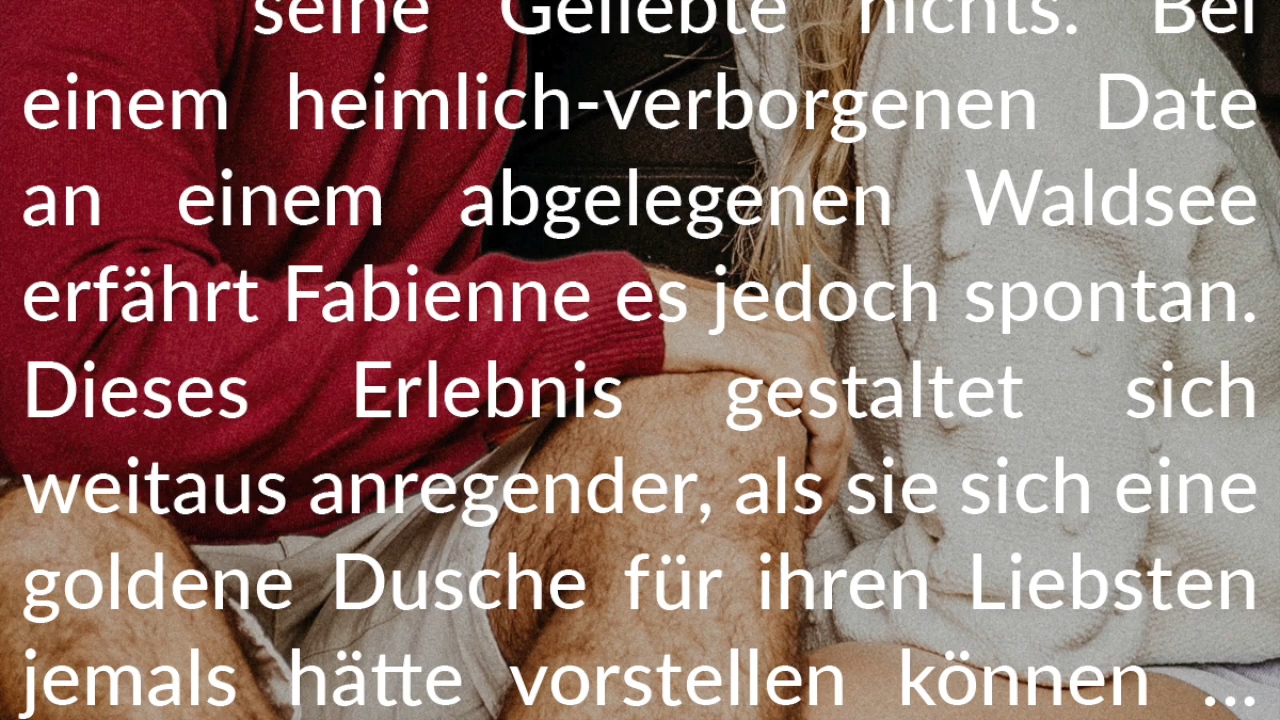 seine Geliebte nichts. Bei
einem heimlich-verborgenen Date
an einem abgelegenen Waldsee
erfährt Fabienne es jedoch spontan.
Dieses Erlebnis gestaltet sich
weitaus anregender, als sie sich eine
goldene Dusche für ihren Liebsten
jemals hätte vorstellen können ...